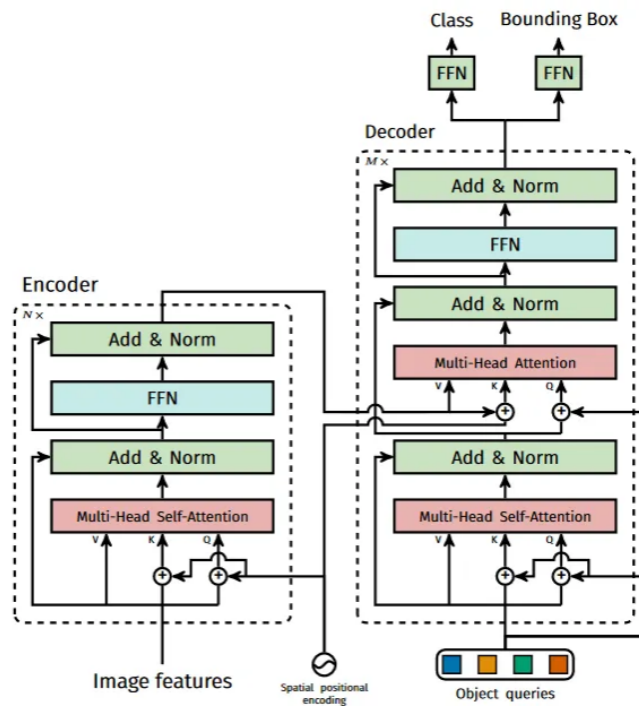 Class
Bounding Box
FFN
FFN
Decoder
M×
Add & Norm
FFN
Add & Norm
Multi-Head Attention
V K Q
Add & Norm
Multi-Head Self-Attention
V K Q
Object queries
Encoder
N×
Add & Norm
FFN
Add & Norm
Multi-Head Self-Attention
V K Q
Image features
Spatial positional
encoding